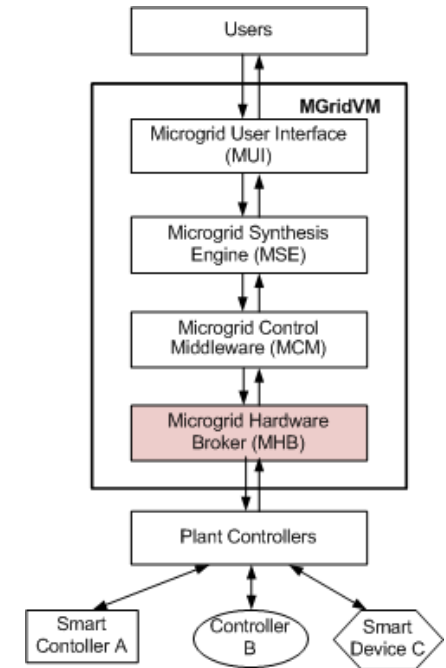 Users
MGridVM
Microgrid User Interface
(MUI)
Microgrid Synthesis
Engine (MSE)
Microgrid Control
Middleware (MCM)
Microgrid Hardware
Broker (MHB)
Plant Controllers
Smart
Contoller A
Controller
B
Smart
Device C